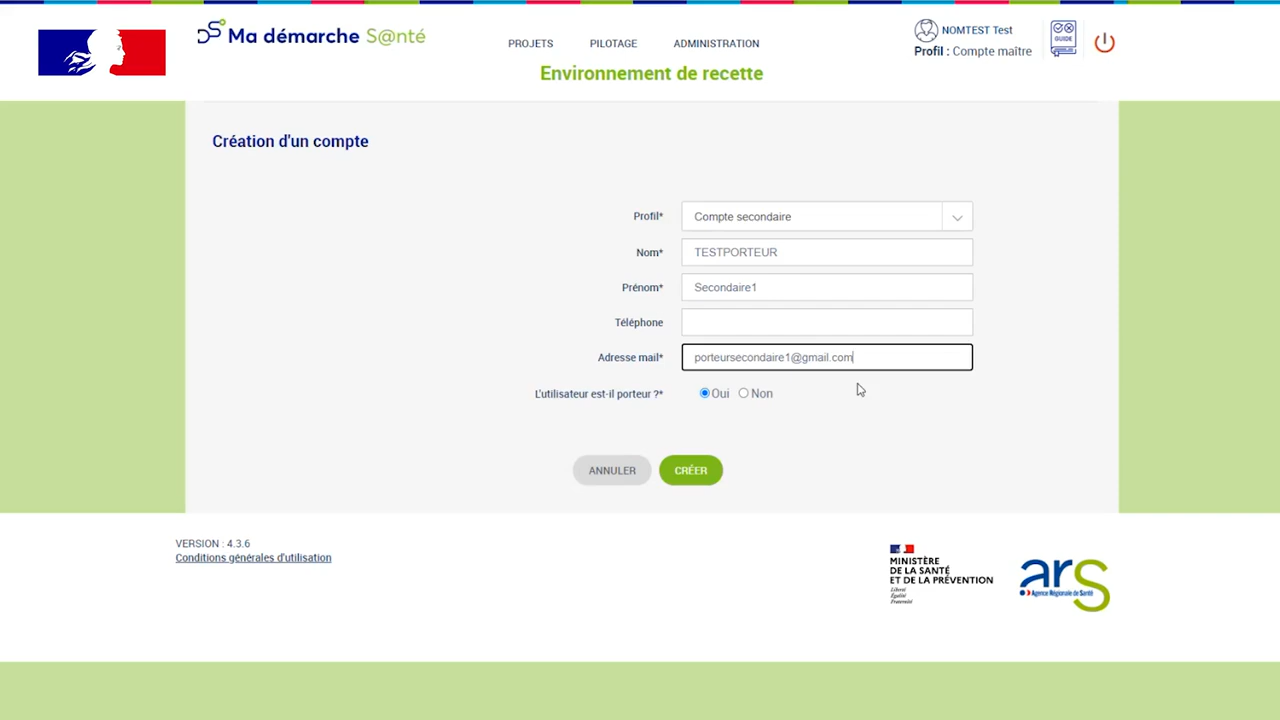 Ma démarche S@nté
PROJETS
PILOTAGE
ADMINISTRATION
Environnement de recette
NOMTEST Test
Profil : Compte maître
GUIDE
Création d'un compte
Profil*
Compte secondaire
Nom*
TESTPORTEUR
Prénom*
Secondaire1
Téléphone
Adresse mail*
porteursecondaire1@gmail.com
L'utilisateur est-il porteur ?*
Oui
Non
ANNULER
CRÉER
VERSION : 4.3.6
Conditions générales d'utilisation
MINISTÈRE
DE LA SANTÉ
ET DE LA PRÉVENTION
Liberté
Égalité
Fraternité
ars
Agence Régionale de Santé